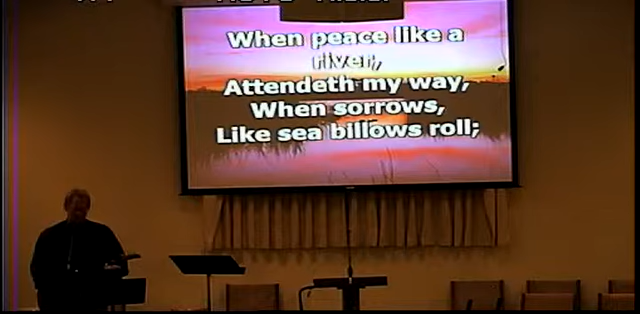 When peace like a
river,
Attendeth my way,
When sorrows,
Like sea billows roll;